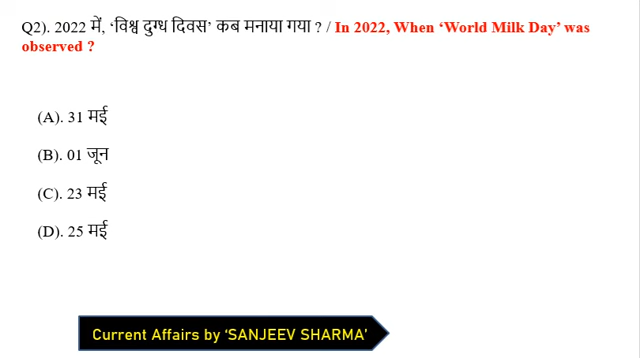 Q2). 2022 में, ‘विश्व दुग्ध दिवस’ कब मनाया गया ? / In 2022, When ‘World Milk Day’ was
observed ?
(A). 31 मई
(B). 01 जून
(C). 23 मई
(D). 25 मई
Current Affairs by ‘SANJEEV SHARMA’